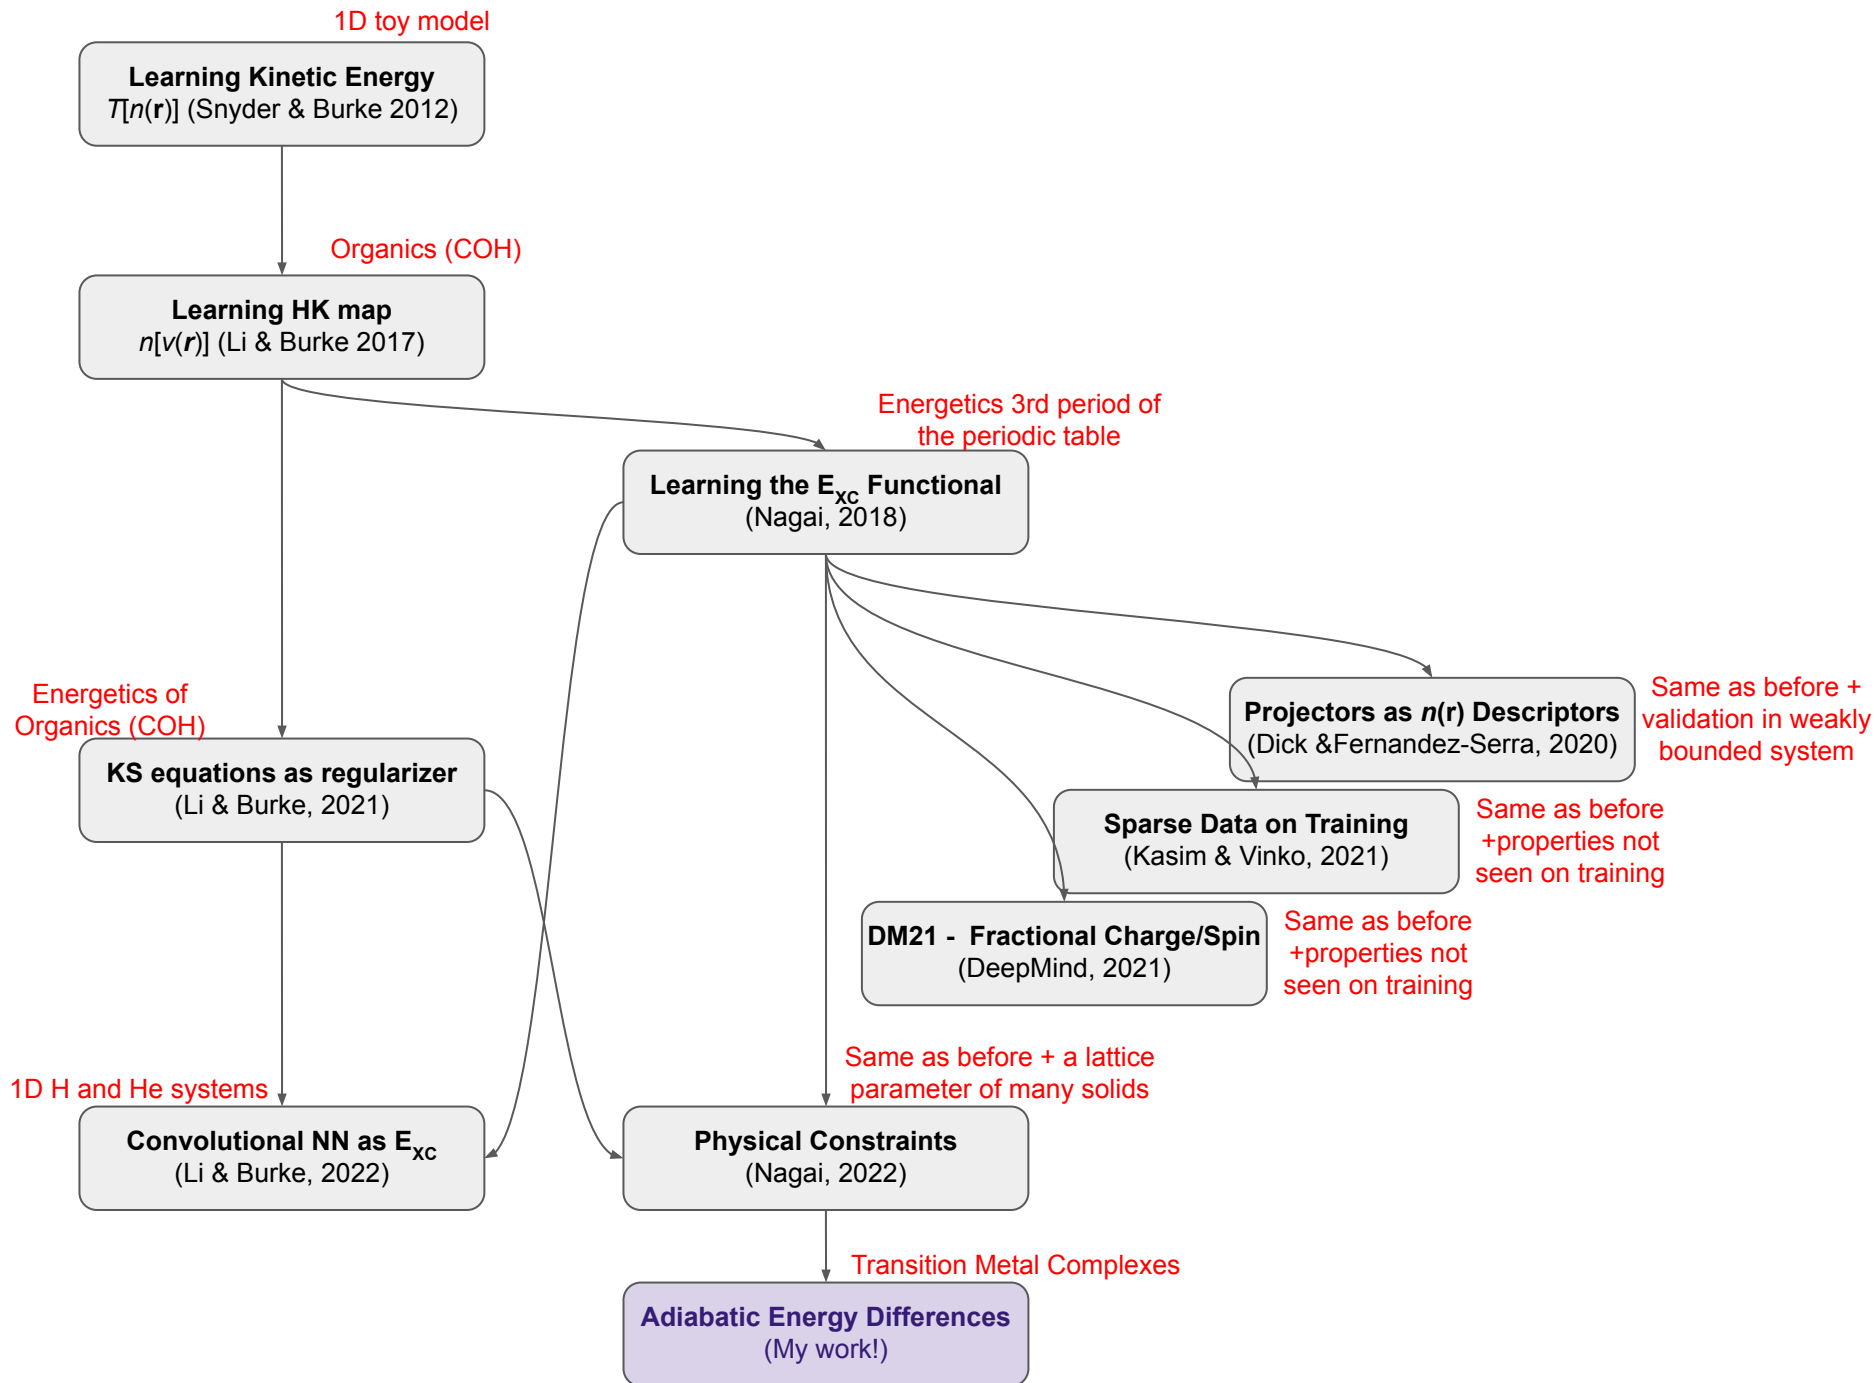 1D toy model
Learning Kinetic Energy
T[n(r)] (Snyder & Burke 2012)
Organics (COH)
Learning HK map
n[v(r)] (Li & Burke 2017)
Energetics 3rd period of
the periodic table
Learning the E_XC Functional
(Nagai, 2018)
Energetics of
Organics (COH)
KS equations as regularizer
(Li & Burke, 2021)
Projectors as n(r) Descriptors
(Dick &Fernandez-Serra, 2020)
Same as before +
validation in weakly
bounded system
Sparse Data on Training
(Kasim & Vinko, 2021)
Same as before
+properties not
seen on training
DM21 - Fractional Charge/Spin
(DeepMind, 2021)
Same as before
+properties not
seen on training
1D H and He systems
Convolutional NN as E_XC
(Li & Burke, 2022)
Same as before + a lattice
parameter of many solids
Physical Constraints
(Nagai, 2022)
Transition Metal Complexes
Adiabatic Energy Differences
(My work!)